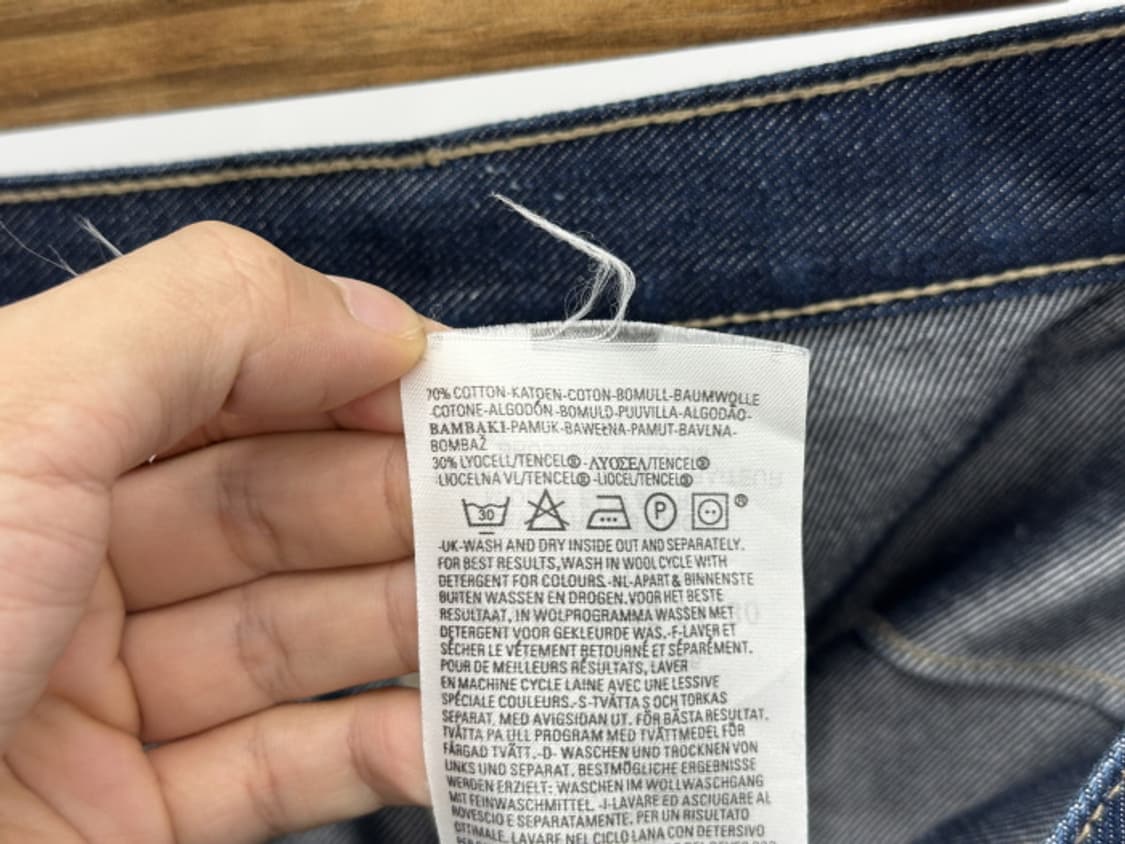 70% COTTON-KATOEN-COTON-BOMULL-BAUMWOLLE
-COTONE-ALGODÓN-BOMULD-PUUVILLA-ALGODÃO-
BAMBAKI-PAMUK-BAWEŁNA-PAMUT-BAVLNA-
BOMBAŽ
30% LYOCELL/TENCEL®-ΛYOΣEΛ/TENCEL®
-LIOCELNA VL/TENCEL®-LIOCEL/TENCEL®
30 P ®
-UK-WASH AND DRY INSIDE OUT AND SEPARATELY.
FOR BEST RESULTS, WASH IN WOOL CYCLE WITH
DETERGENT FOR COLOURS.-NL-APART & BINNENSTE
BUITEN WASSEN EN DROGEN. VOOR HET BESTE
RESULTAAT, IN WOLPROGRAMMA WASSEN MET
DETERGENT VOOR GEKLEURDE WAS.-F-LAVER ET
SÉCHER LE VÊTEMENT RETOURNÉ ET SÉPARÉMENT.
POUR DE MEILLEURS RÉSULTATS, LAVER
EN MACHINE CYCLE LAINE AVEC UNE LESSIVE
SPÉCIALE COULEURS.-S-TVÄTTA S OCH TORKAS
SEPARAT, MED AVIGSIDAN UT. FÖR BÄSTA RESULTAT.
TVÄTTA PA ULL PROGRAM MED TVÄTTMEDEL FÖR
FÄRGAD TVÄTT.-D- WASCHEN UND TROCKNEN VON
LINKS UND SEPARAT. BESTMÖGLICHE ERGEBNISSE
WERDEN ERZIELT: WASCHEN IM WOLLWASCHGANG
MIT FEINWASCHMITTEL. -I-LAVARE ED ASCIUGARE AL
ROVESCIO E SEPARATAMENTE. PER UN RISULTATO
OTTIMALE, LAVARE NEL CICLO LANA CON DETERSIVO